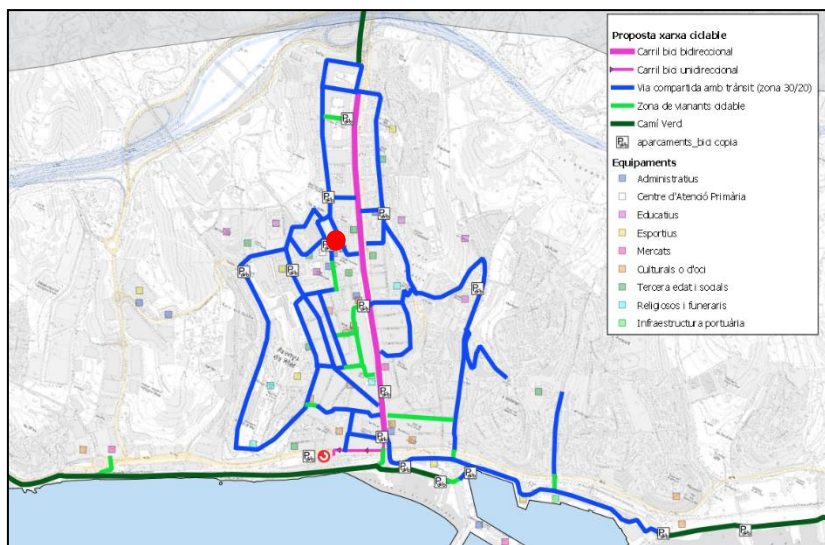 Proposta xarxa ciclable
Carril bici bidireccional
Carril bici unidireccional
Via compartida amb trànsit (zona 30/20)
Zona de vianants ciclable
Camí Verd
aparcaments_bici copia
Equipaments
Administratius
Centre d'Atenció Primària
Educatius
Esportius
Mercats
Culturals o d'oci
Tercera edat i socials
Religiosos i funeraris
Infraestructura portuària